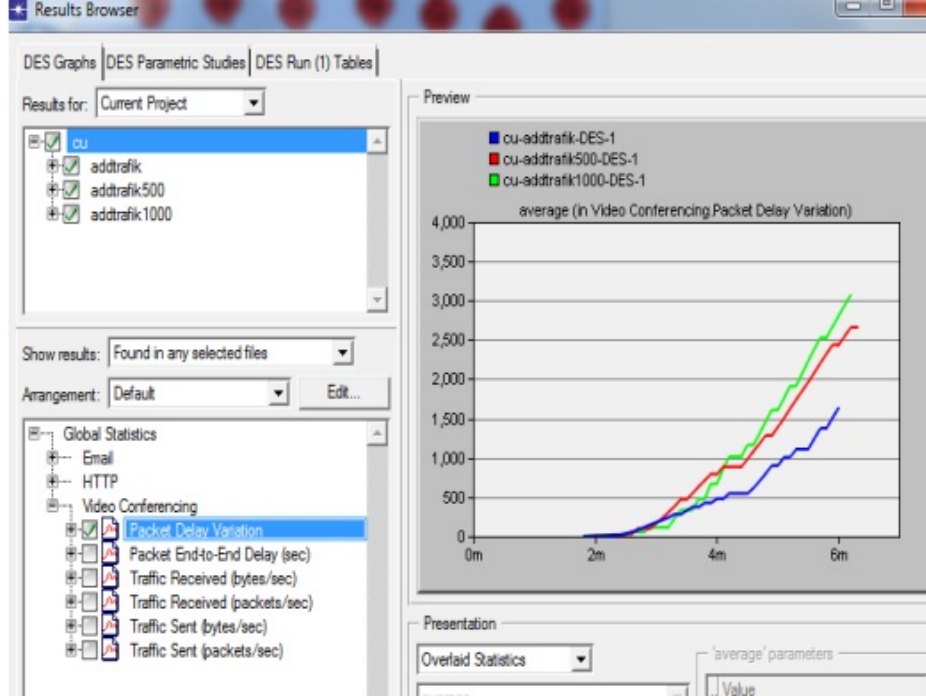 Results Browser
DES Graphs DES Parametric Studies DES Run (1) Tables
Results for: Current Project
cu
addtrafik
addtrafik500
addtrafik1000
Show results: Found in any selected files
Arrangement: Default Edit...
Global Statistics
Email
HTTP
Video Conferencing
Packet Delay Variation
Packet End-to-End Delay (sec)
Traffic Received (bytes/sec)
Traffic Received (packets/sec)
Traffic Sent (bytes/sec)
Traffic Sent (packets/sec)
Preview
cu-addtrafik-DES-1
cu-addtrafik500-DES-1
cu-addtrafik1000-DES-1
average (in Video Conferencing.Packet Delay Variation)
4,000
3,500
3,000
2,500
2,000
1,500
1,000
500
0
0m 2m 4m 6m
Presentation
Overlaid Statistics
'average' parameters
average
Value